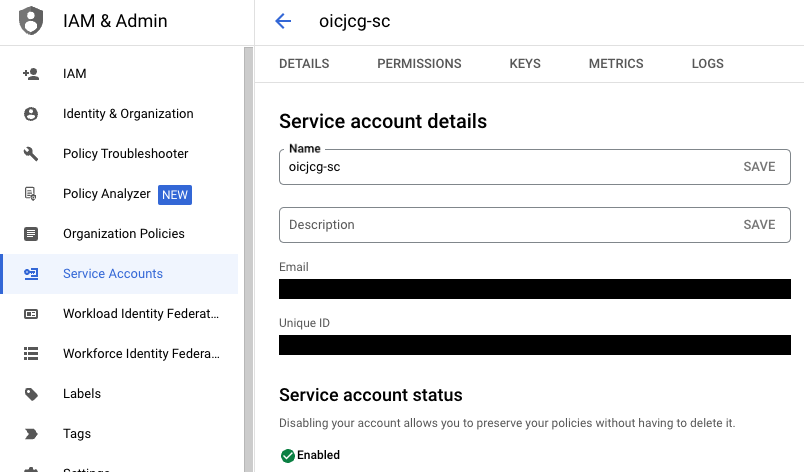 IAM & Admin
oicjcg-sc
DETAILS
PERMISSIONS
KEYS
METRICS
LOGS
IAM
Identity & Organization
Policy Troubleshooter
Policy Analyzer NEW
Organization Policies
Service Accounts
Workload Identity Federat...
Workforce Identity Federa...
Labels
Tags
Settings
Service account details
Name
oicjcg-sc SAVE
Description SAVE
Email
Unique ID
Service account status
Disabling your account allows you to preserve your policies without having to delete it.
Enabled